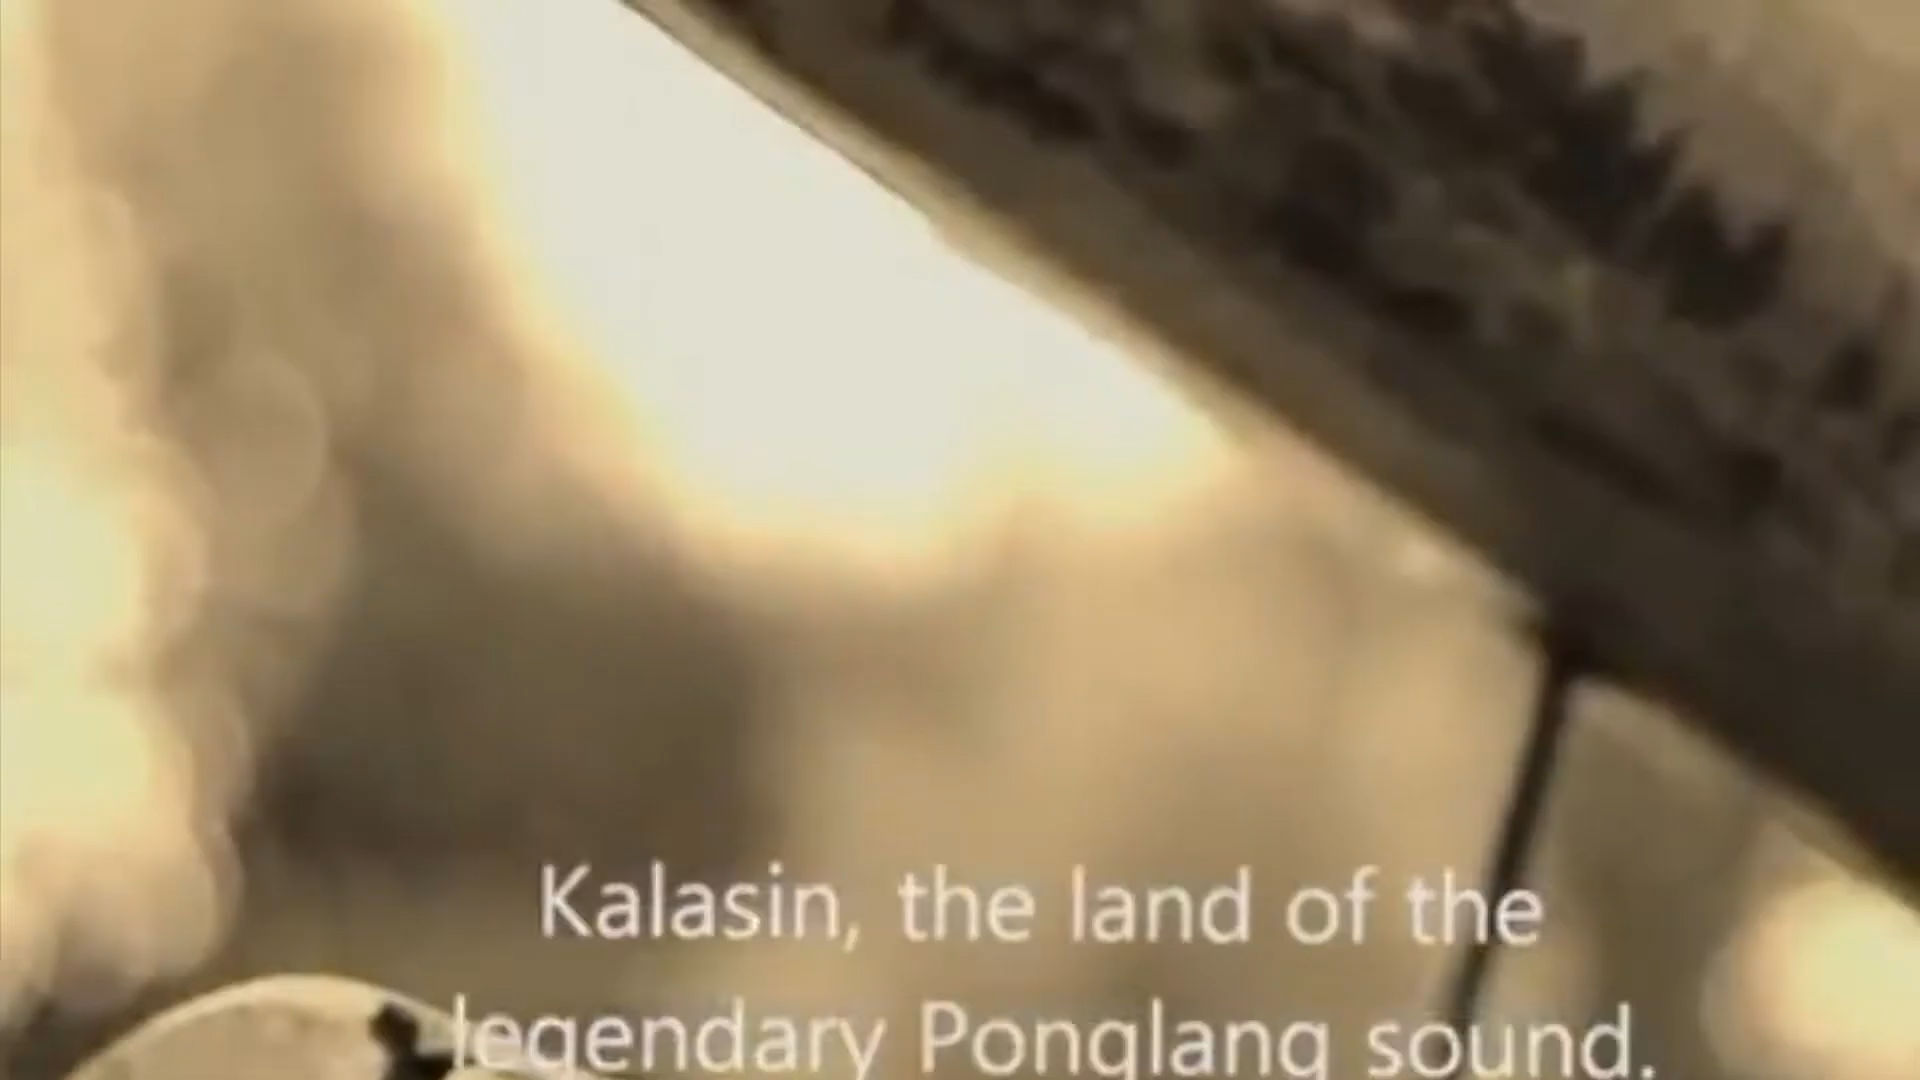 Kalasin, the land of the
legendary Ponglang sound.